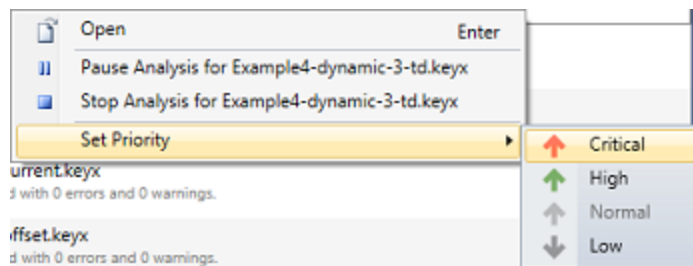 Open Enter
Pause Analysis for Example4-dynamic-3-td.keyx
Stop Analysis for Example4-dynamic-3-td.keyx
Set Priority
Critical
High
Normal
Low
urrent.keyx
d with 0 errors and 0 warnings.
ffset.keyx
d with 0 errors and 0 warnings.